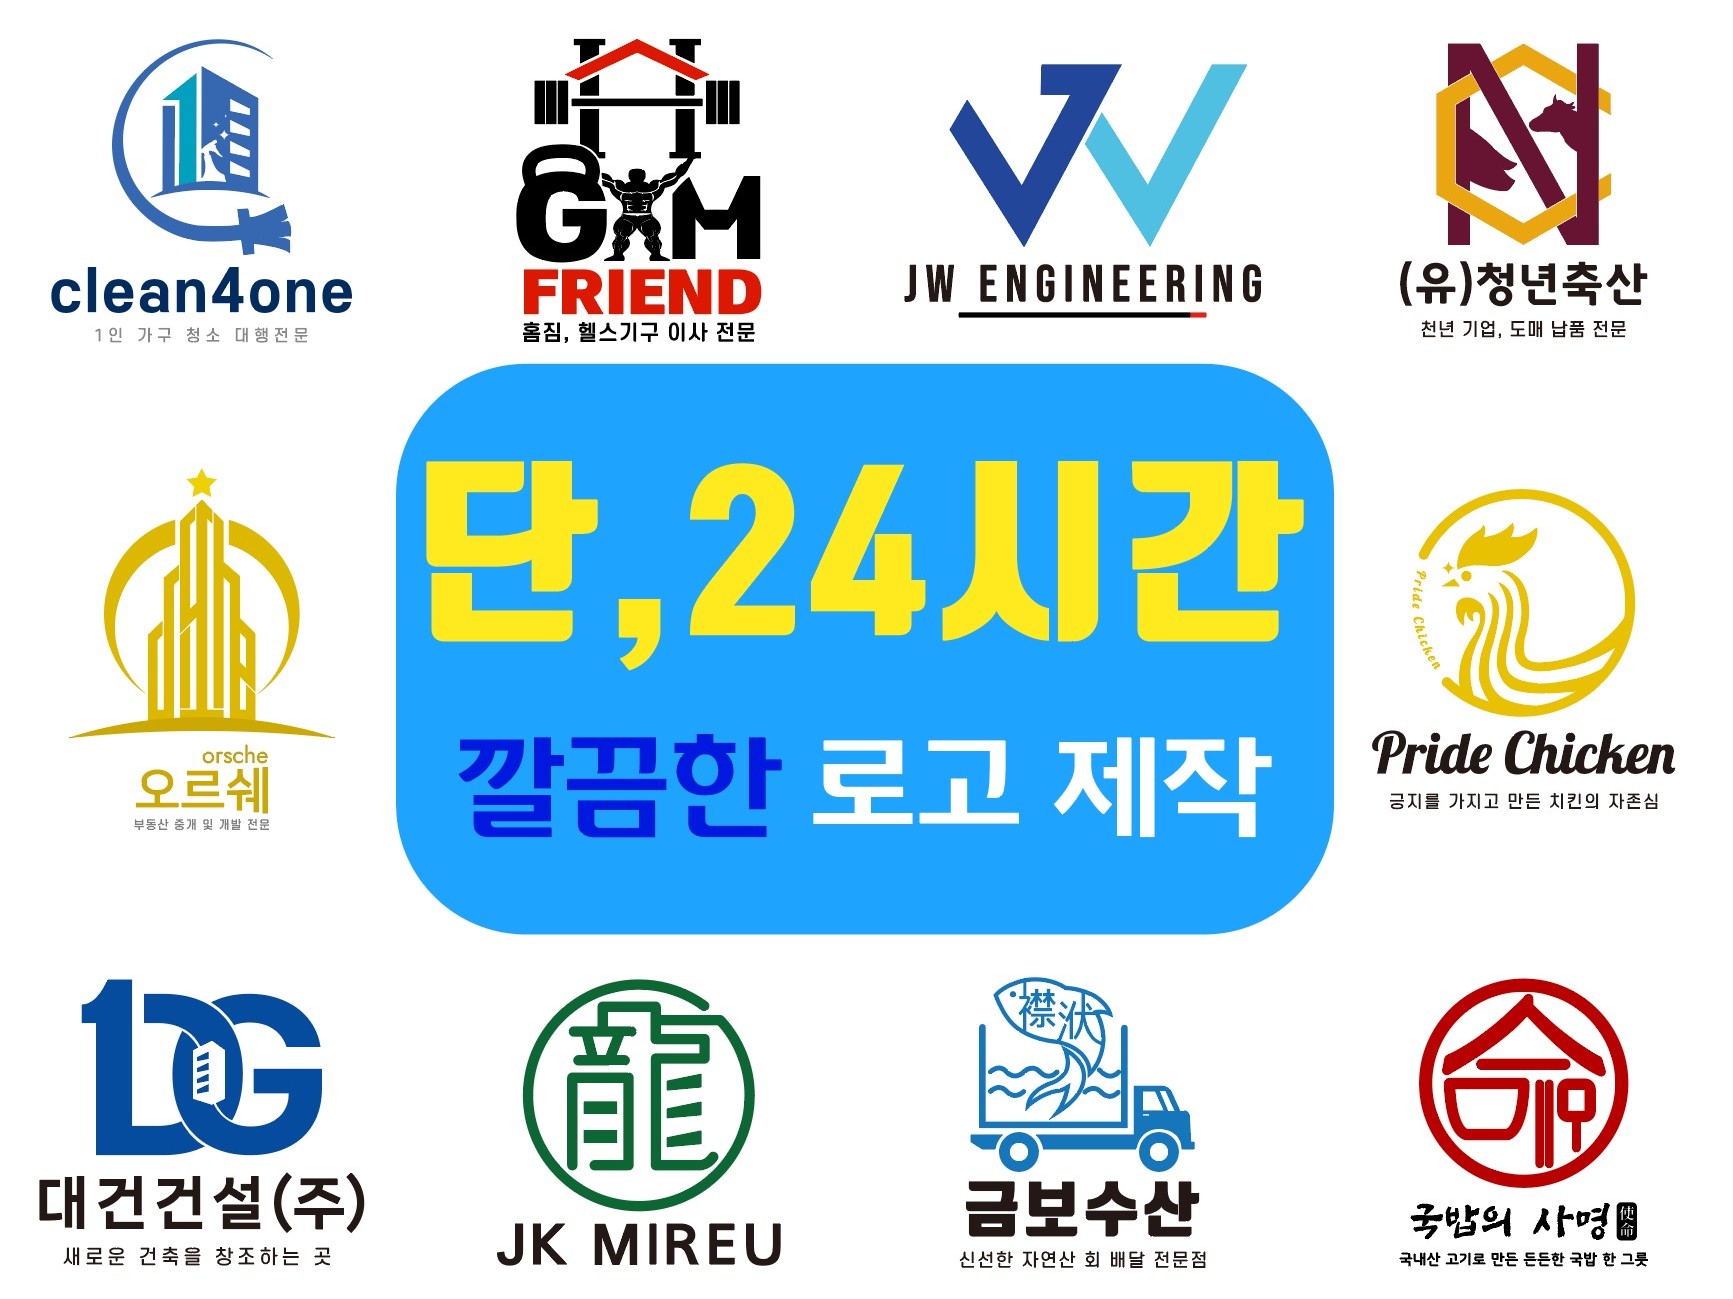 clean4one
1인 가구 청소 대행전문
H
GYM
FRIEND
홈짐, 헬스기구 이사 전문
JW
JW ENGINEERING
NC
(유)청년축산
천년 기업, 도매 납품 전문
단,24시간
깔끔한 로고 제작
orsche
오르쉐
부동산 중개 및 개발 전문
Pride Chicken
Pride Chicken
긍지를 가지고 만든 치킨의 자존심
1DG
대건건설(주)
새로운 건축을 창조하는 곳
龍
JK MIREU
襟洑
금보수산
신선한 자연산 회 배달 전문점
命
국밥의 사명 使命
국내산 고기로 만든 든든한 국밥 한 그릇